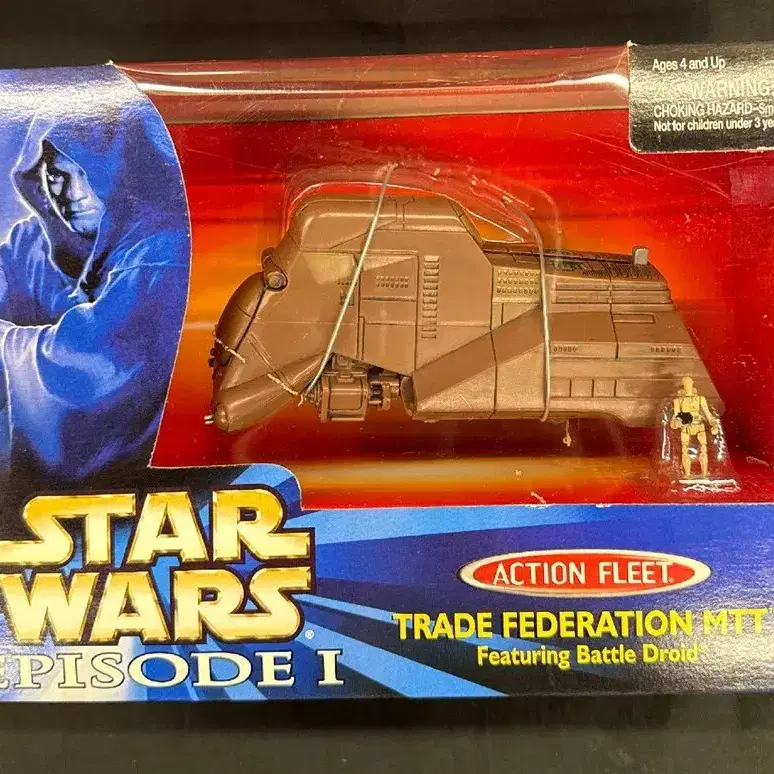 Ages 4 and Up
WARNING:
CHOKING HAZARD-Sm
Not for children under 3 ye
STAR
WARS®
EPISODE I
ACTION FLEET®
TRADE FEDERATION MTT
Featuring Battle Droid